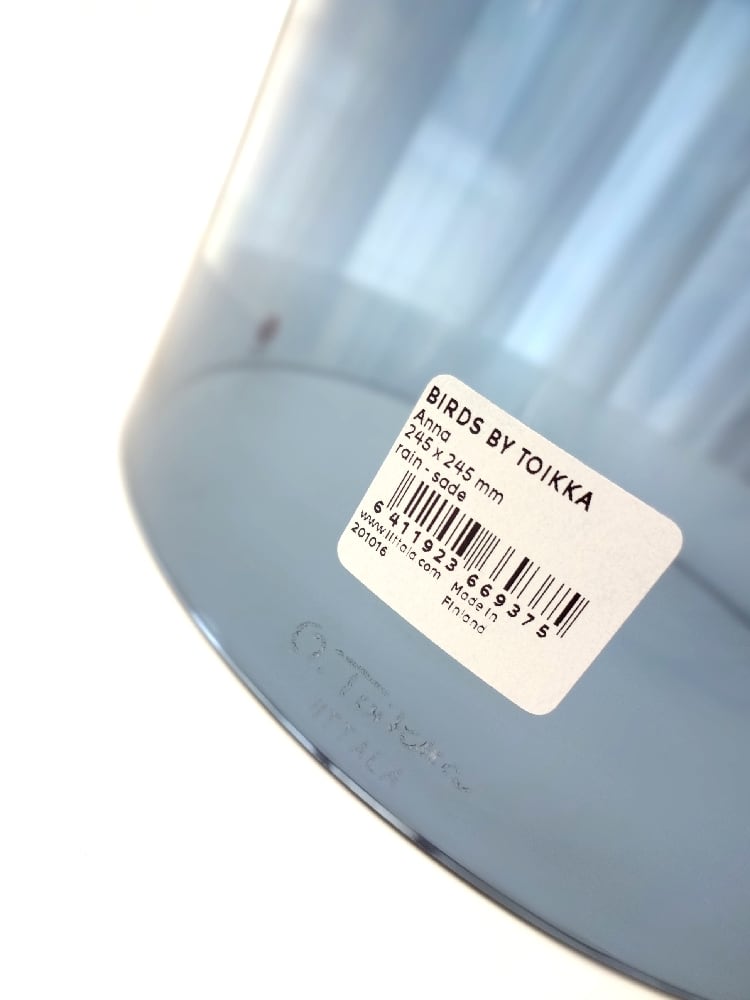 BIRDS BY TOIKKA
Anna
245 x 245 mm
rain - sade
6 411923 669375
www.iittala.com Made in
201016 Finland
O. Toikka
IITTALA